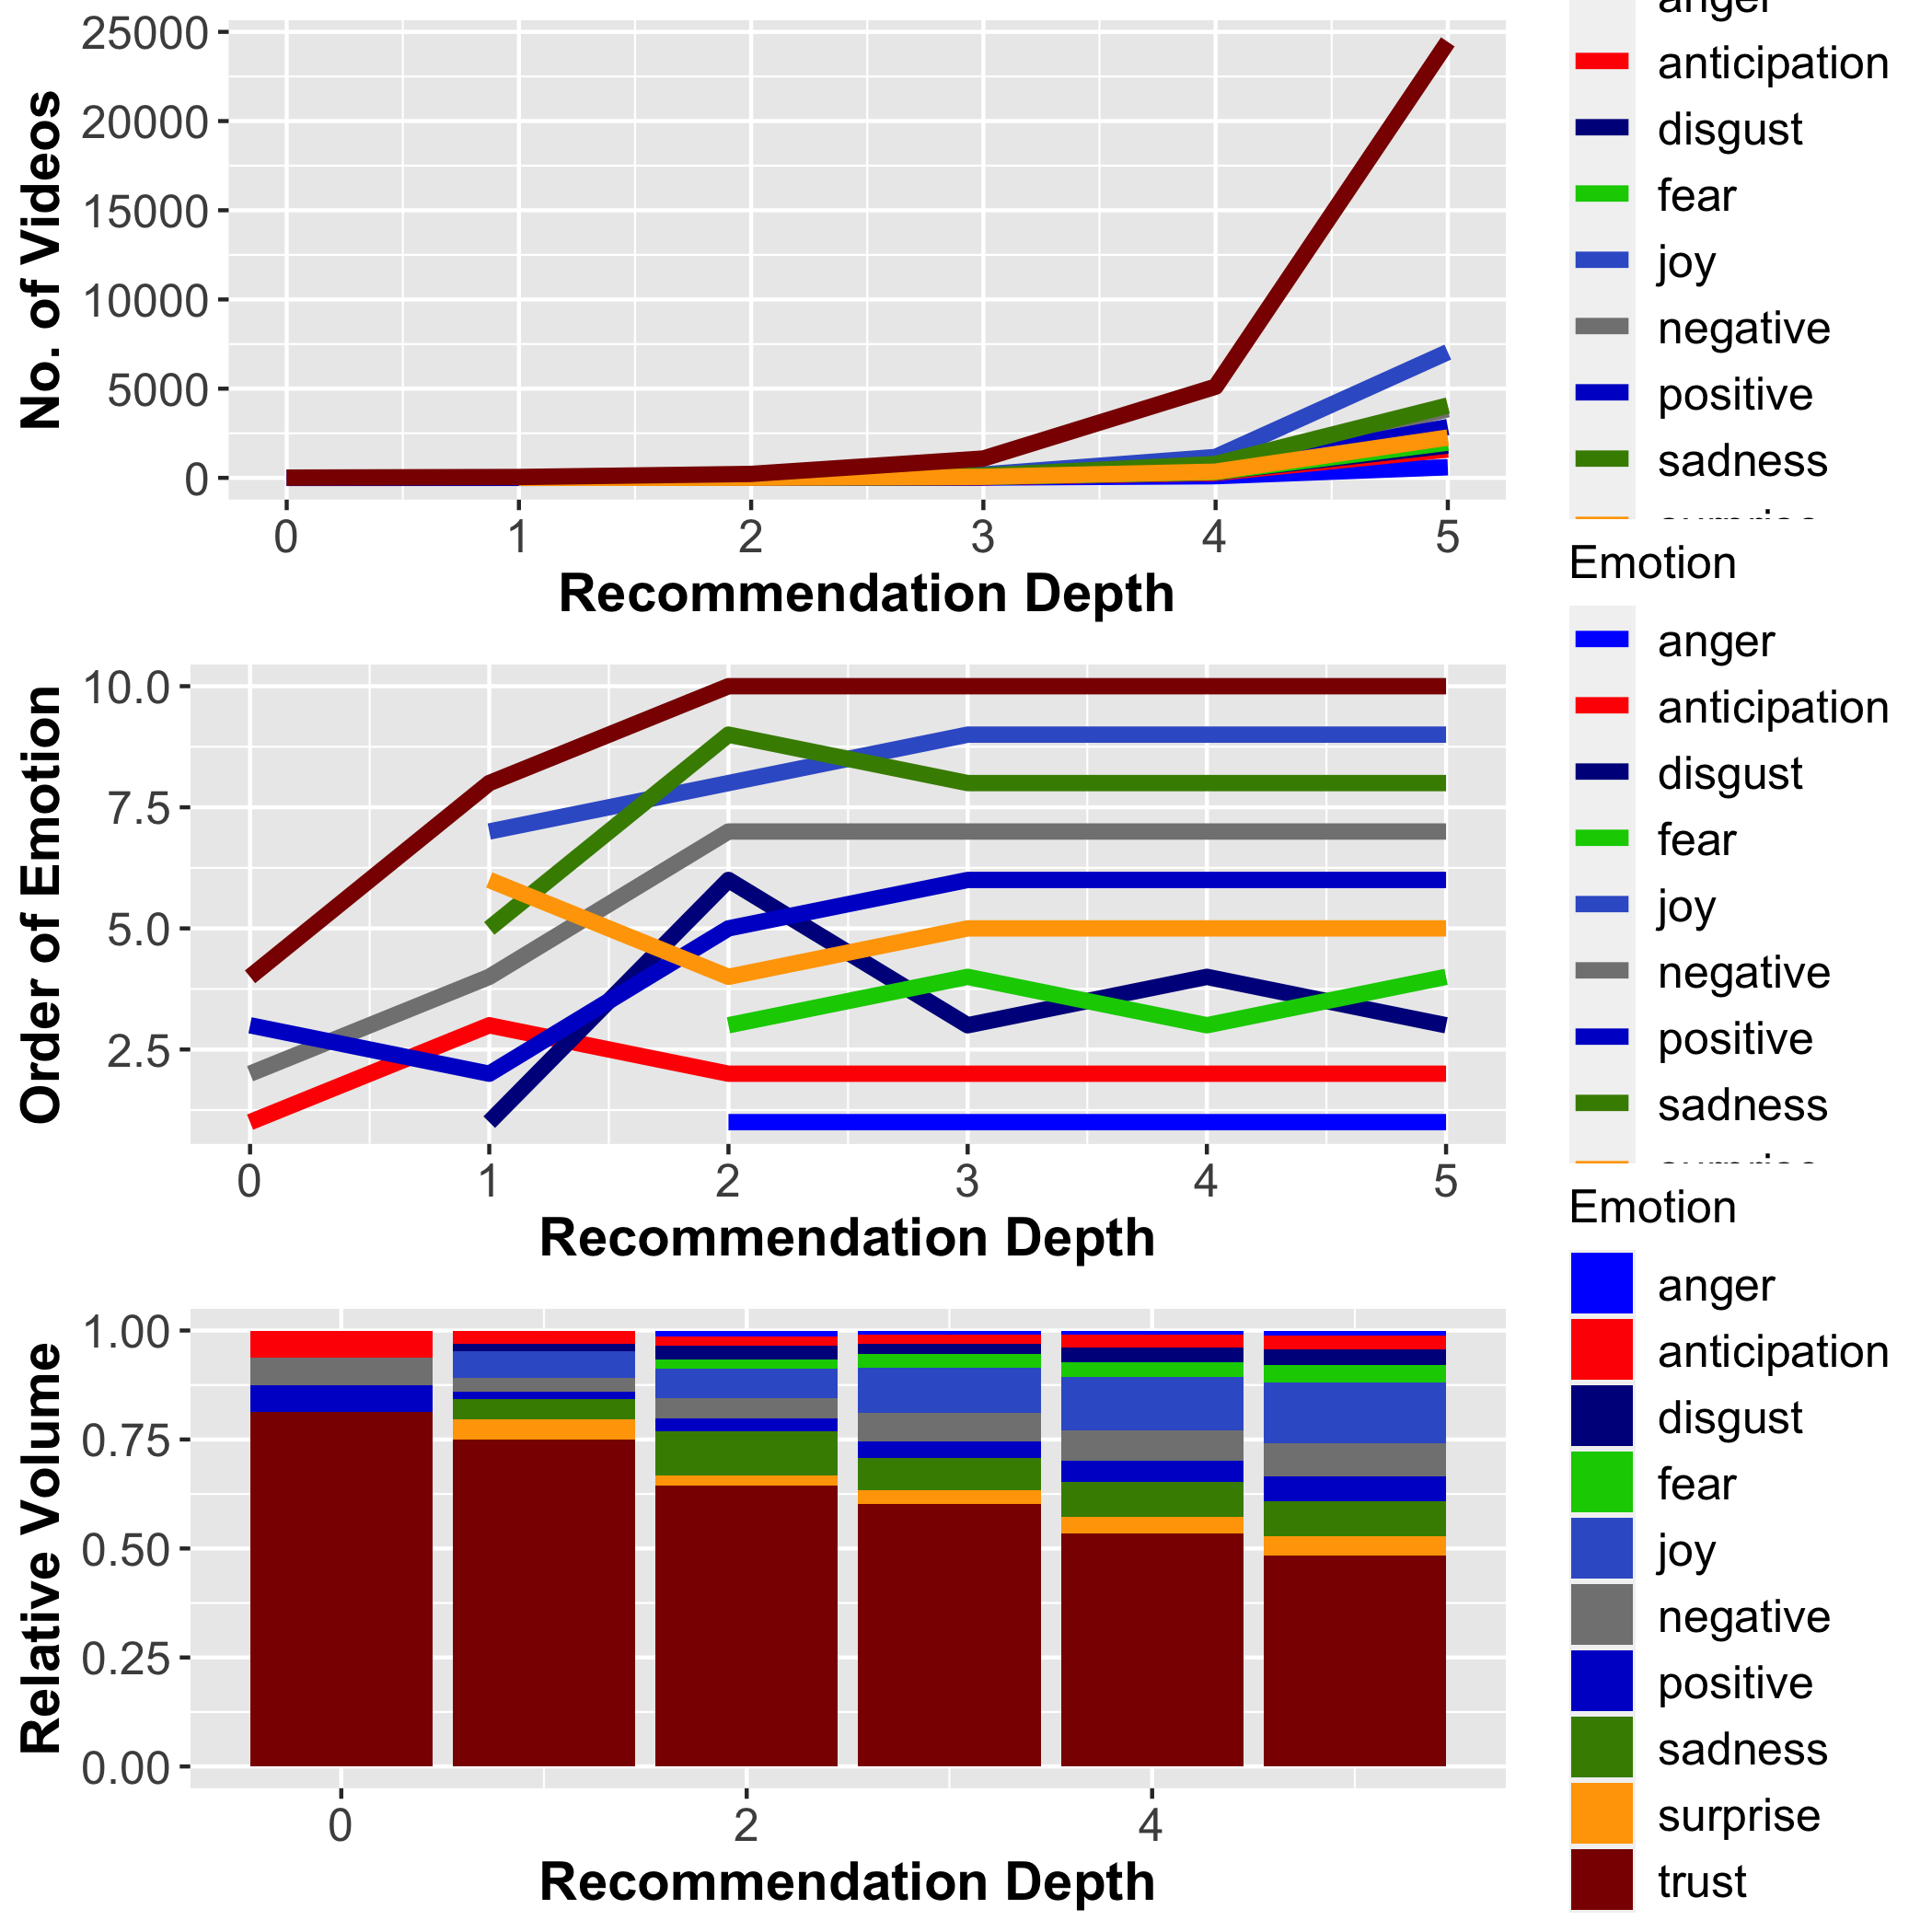 No. of Videos
25000
20000
15000
10000
5000
0
0 1 2 3 4 5
Recommendation Depth
anger
anticipation
disgust
fear
joy
negative
positive
sadness
Order of Emotion
10.0
7.5
5.0
2.5
0 1 2 3 4 5
Recommendation Depth
Emotion
anger
anticipation
disgust
fear
joy
negative
positive
sadness
Relative Volume
1.00
0.75
0.50
0.25
0.00
0 2 4
Recommendation Depth
Emotion
anger
anticipation
disgust
fear
joy
negative
positive
sadness
surprise
trust